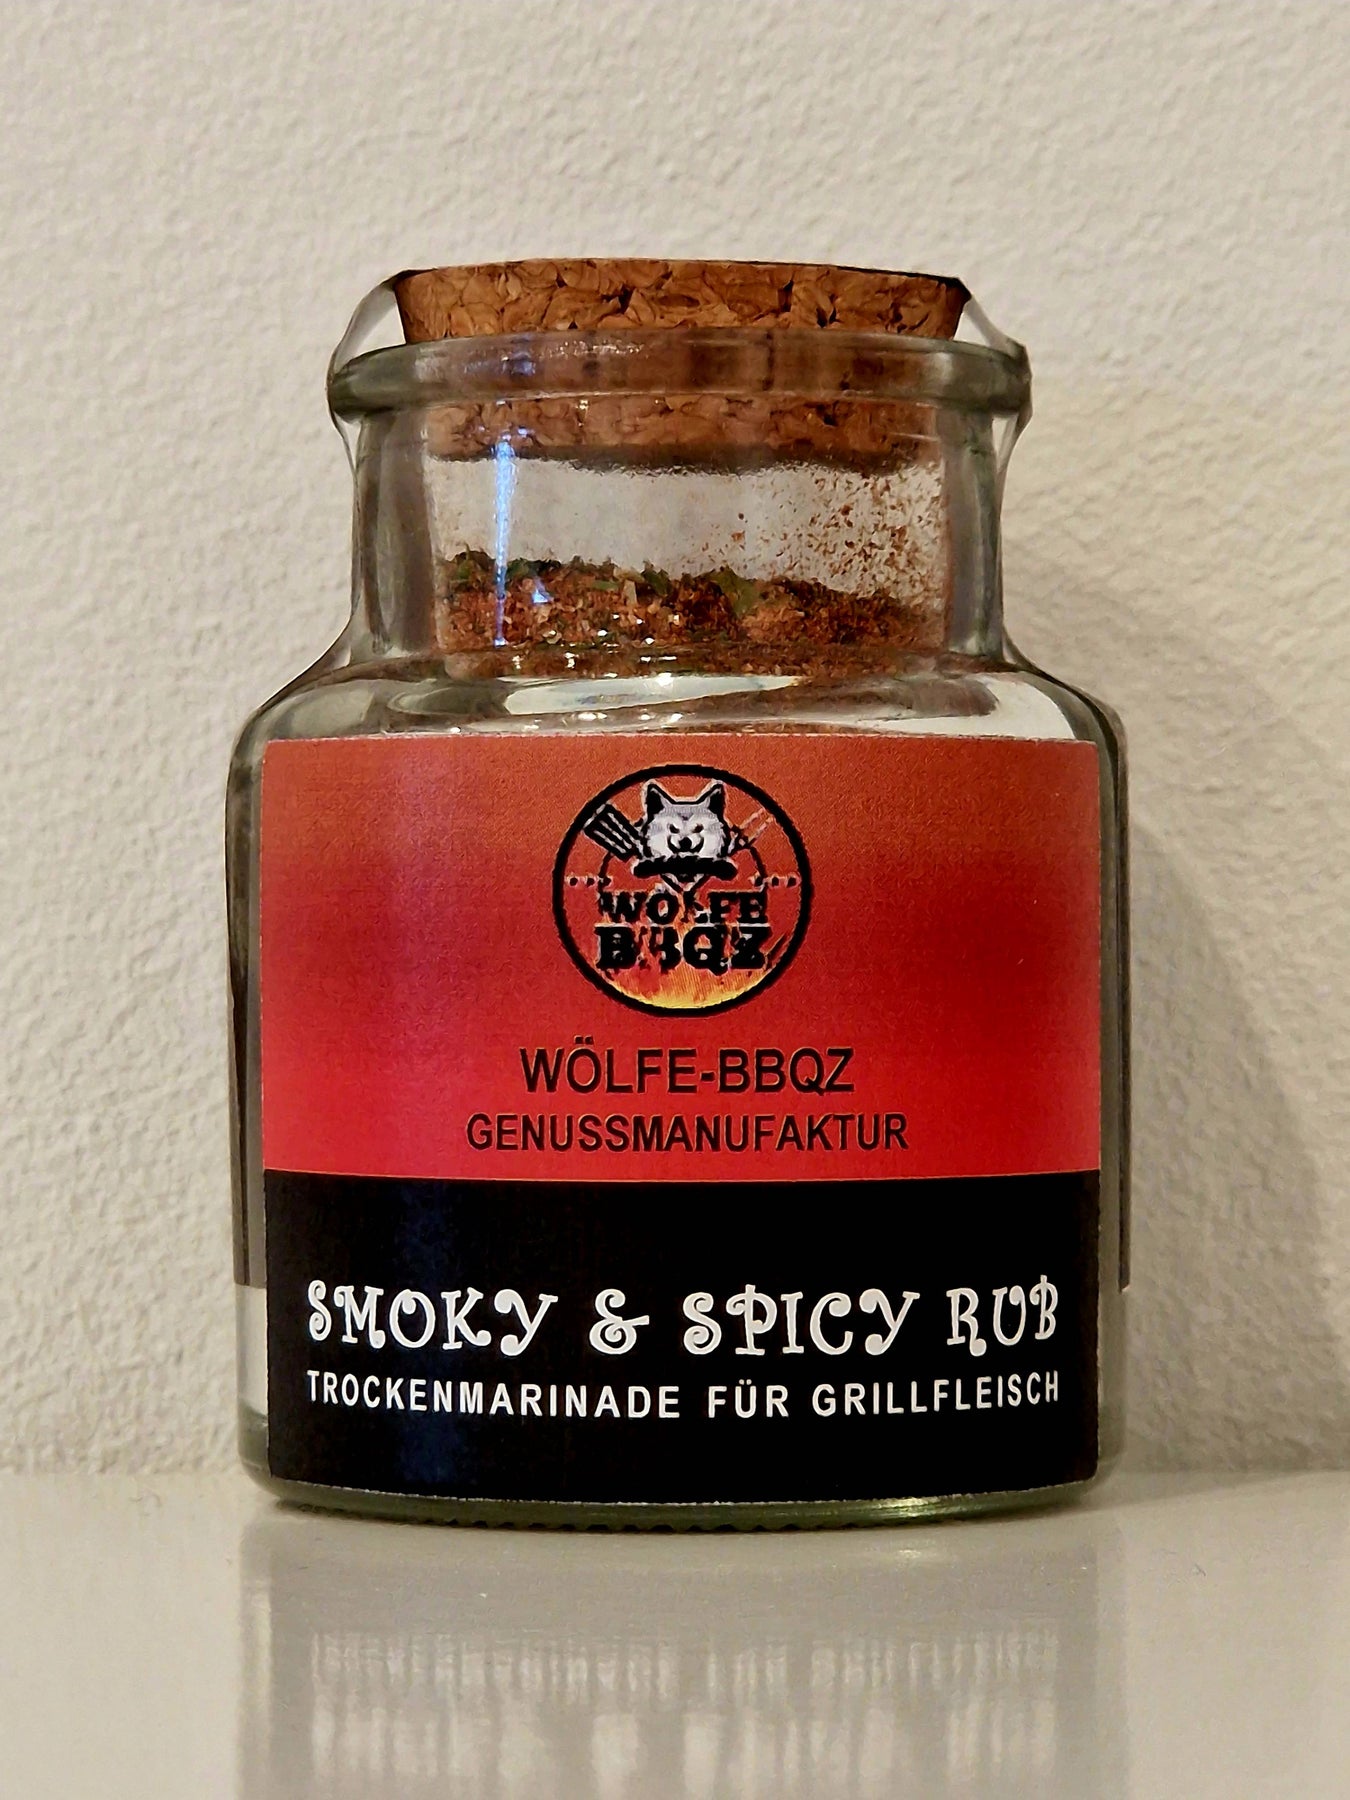 WÖLFE
BBQZ
WÖLFE-BBQZ
GENUSSMANUFAKTUR
SMOKY & SPICY RUB
TROCKENMARINADE FÜR GRILLFLEISCH